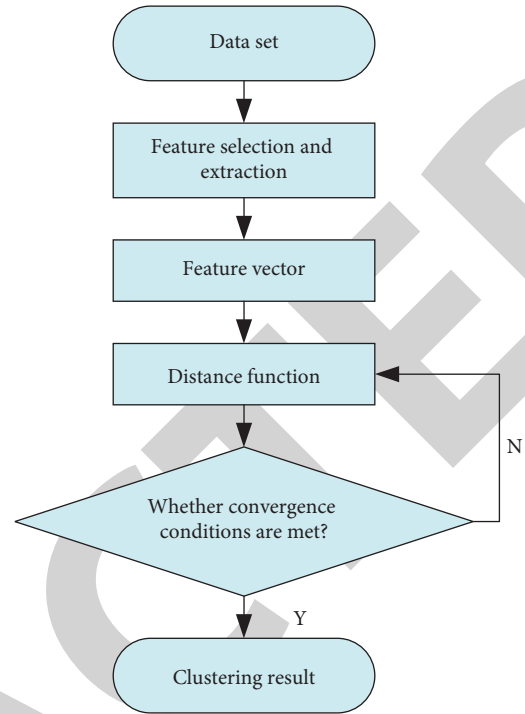 Data set
Feature selection and
extraction
Feature vector
Distance function
N
Whether convergence
conditions are met?
Y
Clustering result